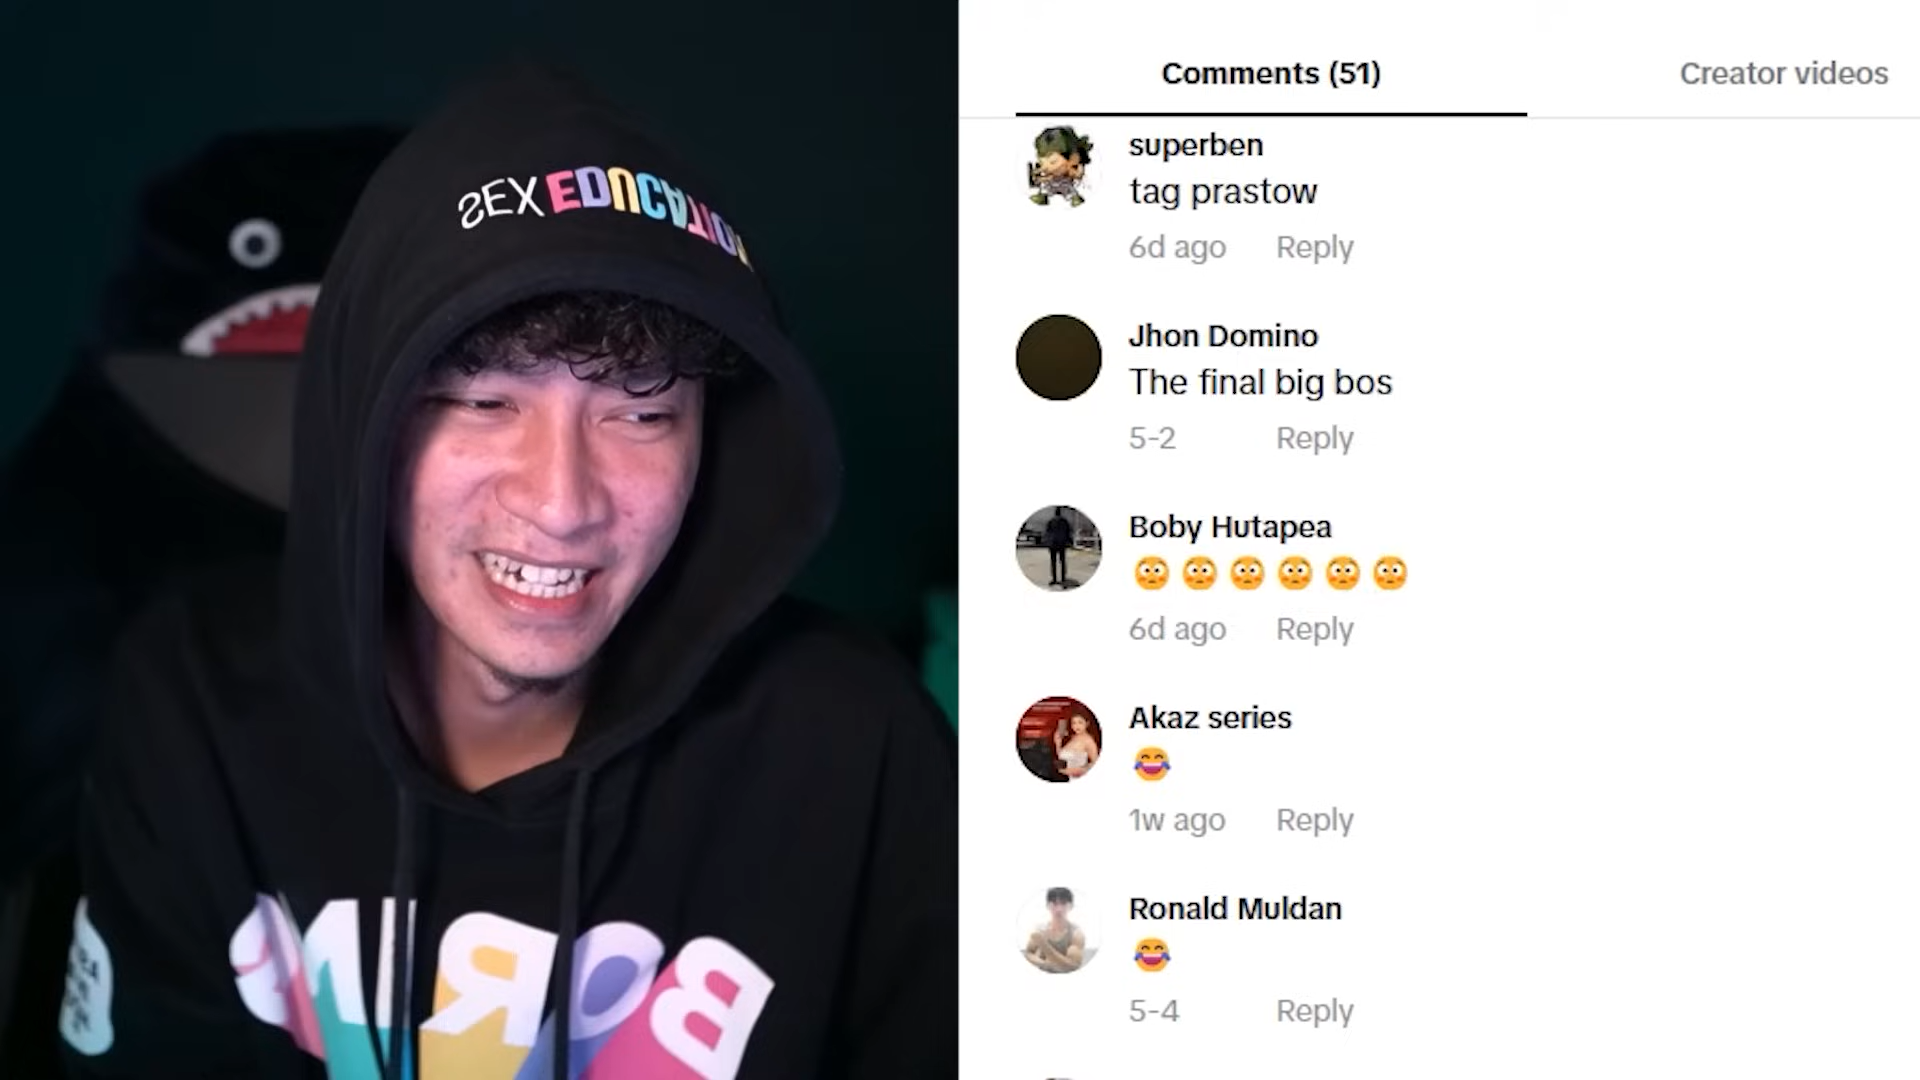 SEX EDUCATION
Comments (51)
Creator videos
superben
tag prastow
6d ago Reply
Jhon Domino
The final big bos
5-2 Reply
Boby Hutapea
😳😳😳😳😳😳
6d ago Reply
Akaz series
😂
1w ago Reply
Ronald Muldan
😂
5-4 Reply